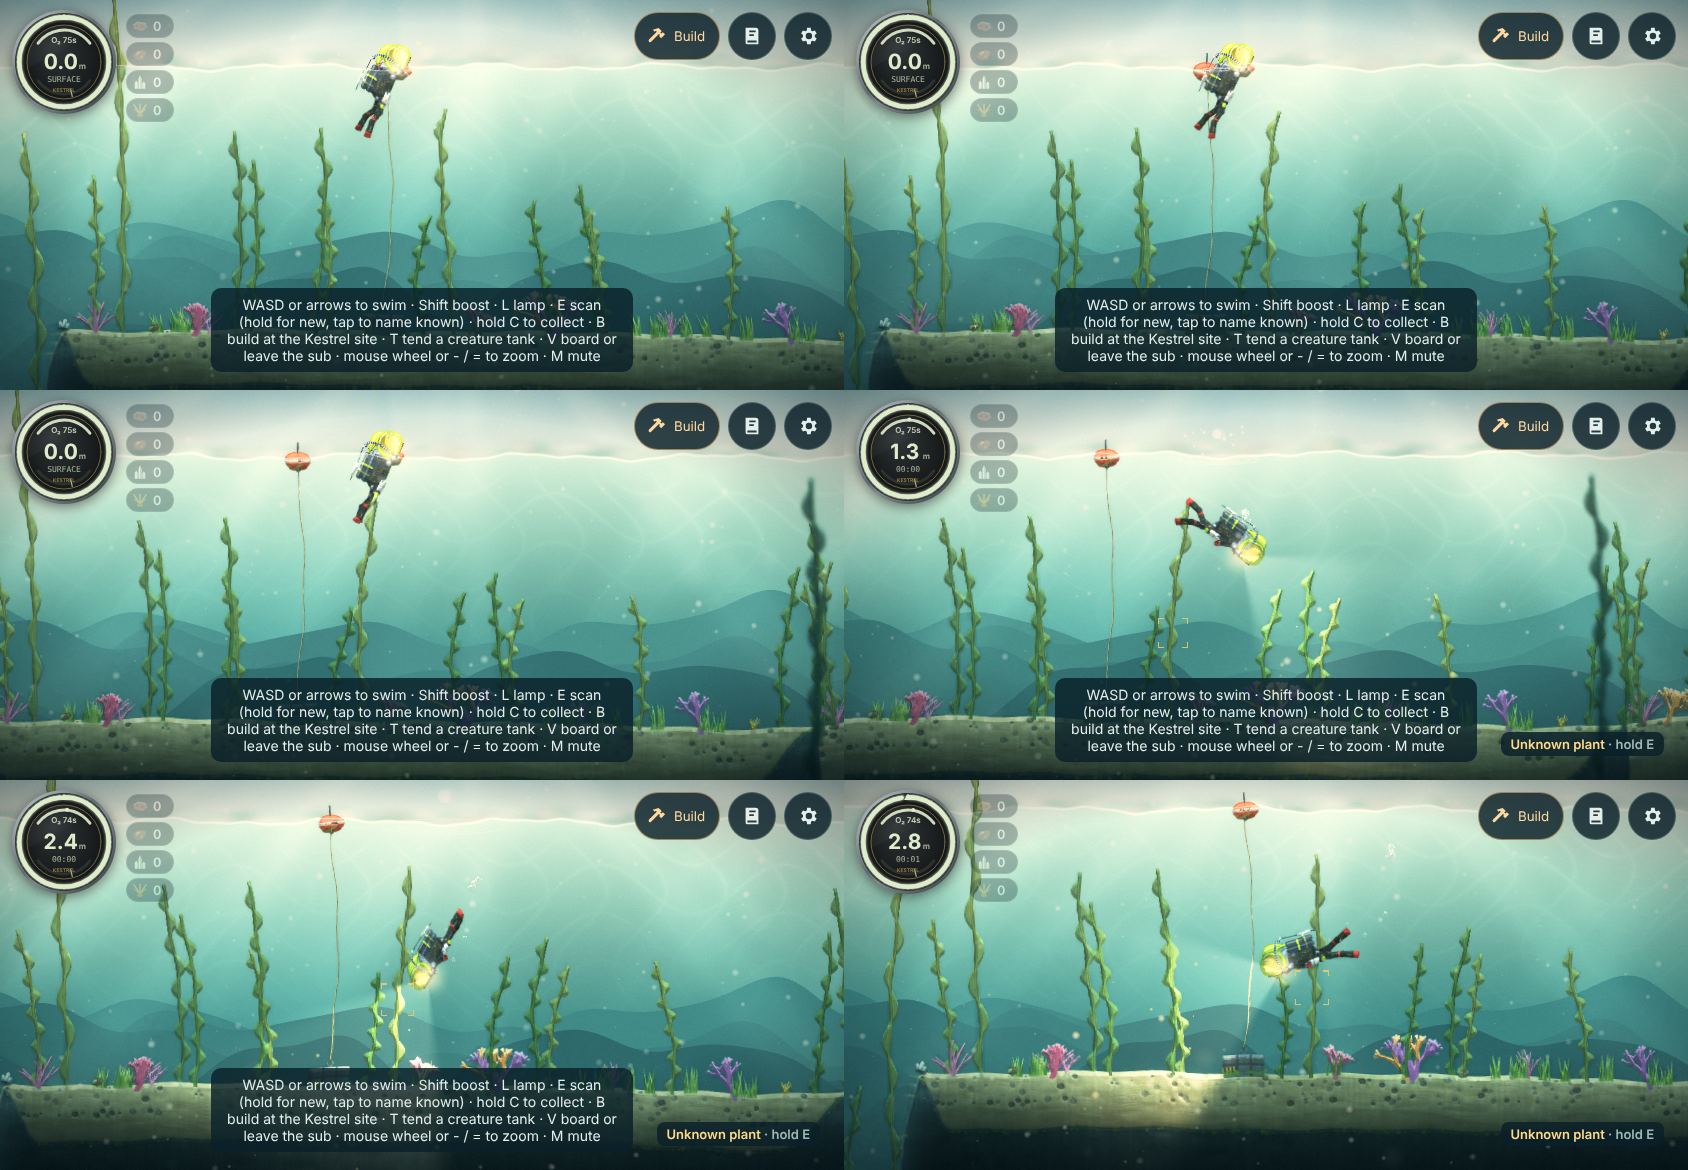 O₂ 75s
0.0 m
SURFACE
KESTREL
0
0
0
0
Build
WASD or arrows to swim · Shift boost · L lamp · E scan
(hold for new, tap to name known) · hold C to collect · B
build at the Kestrel site · T tend a creature tank · V board or
leave the sub · mouse wheel or - / = to zoom · M mute
O₂ 75s
0.0 m
SURFACE
KESTREL
0
0
0
0
Build
WASD or arrows to swim · Shift boost · L lamp · E scan
(hold for new, tap to name known) · hold C to collect · B
build at the Kestrel site · T tend a creature tank · V board or
leave the sub · mouse wheel or - / = to zoom · M mute
O₂ 75s
0.0 m
SURFACE
KESTREL
0
0
0
0
Build
WASD or arrows to swim · Shift boost · L lamp · E scan
(hold for new, tap to name known) · hold C to collect · B
build at the Kestrel site · T tend a creature tank · V board or
leave the sub · mouse wheel or - / = to zoom · M mute
O₂ 75s
1.3 m
00:00
KESTREL
0
0
0
0
Build
WASD or arrows to swim · Shift boost · L lamp · E scan
(hold for new, tap to name known) · hold C to collect · B
build at the Kestrel site · T tend a creature tank · V board or
leave the sub · mouse wheel or - / = to zoom · M mute
Unknown plant · hold E
O₂ 74s
2.4 m
00:00
KESTREL
0
0
0
0
Build
WASD or arrows to swim · Shift boost · L lamp · E scan
(hold for new, tap to name known) · hold C to collect · B
build at the Kestrel site · T tend a creature tank · V board or
leave the sub · mouse wheel or - / = to zoom · M mute
Unknown plant · hold E
O₂ 74s
2.8 m
00:01
KESTREL
0
0
0
0
Build
Unknown plant · hold E